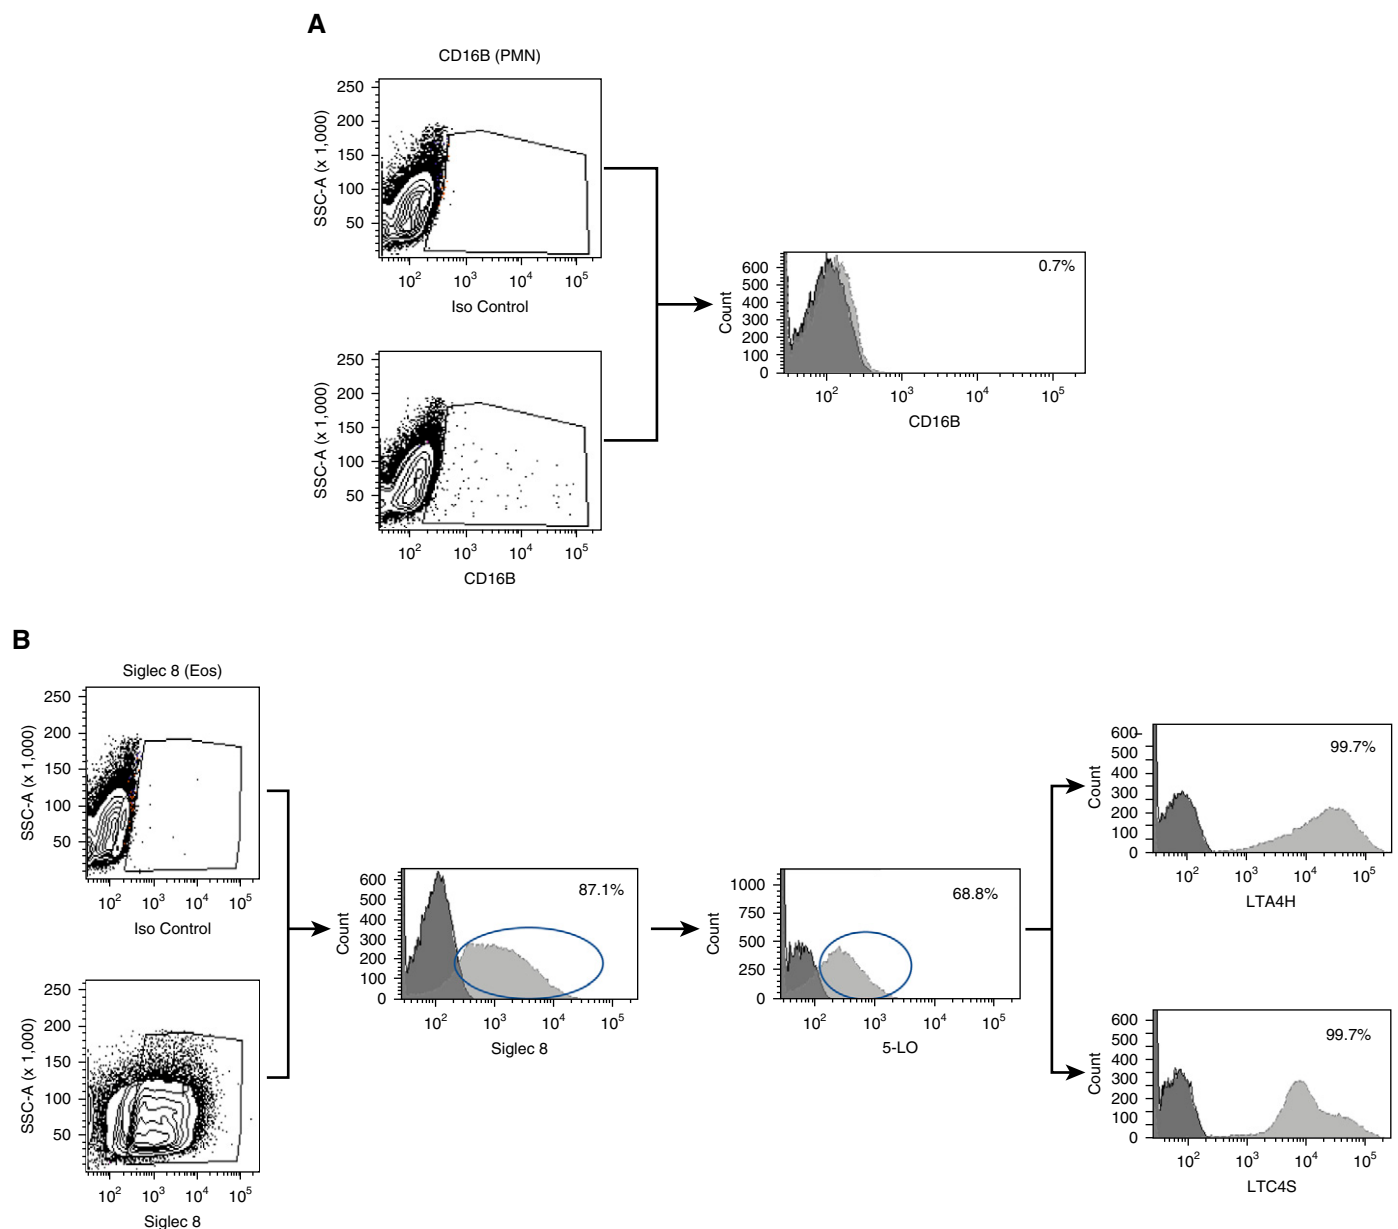 A
CD16B (PMN)
SSC-A (x 1,000)
250
200
150
100
50
10² 10³ 10⁴ 10⁵
Iso Control
SSC-A (x 1,000)
250
200
150
100
50
10² 10³ 10⁴ 10⁵
CD16B
Count
600
500
400
300
200
100
0
0.7%
10² 10³ 10⁴ 10⁵
CD16B
B
Siglec 8 (Eos)
SSC-A (x 1,000)
250
200
150
100
50
10² 10³ 10⁴ 10⁵
Iso Control
SSC-A (x 1,000)
250
200
150
100
50
10² 10³ 10⁴ 10⁵
Siglec 8
Count
600
500
400
300
200
100
0
87.1%
10² 10³ 10⁴ 10⁵
Siglec 8
Count
1000
750
500
250
0
68.8%
10² 10³ 10⁴ 10⁵
5-LO
Count
600
500
400
300
200
100
0
99.7%
10² 10³ 10⁴ 10⁵
LTA4H
Count
600
500
400
300
200
100
0
99.7%
10² 10³ 10⁴ 10⁵
LTC4S